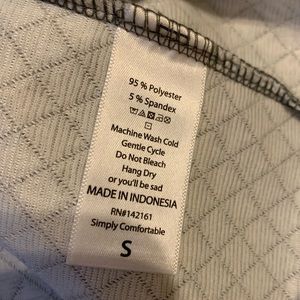 95 % Polyester
5 % Spandex
Machine Wash Cold
Gentle Cycle
Do Not Bleach
Hang Dry
or you'll be sad
MADE IN INDONESIA
RN#142161
Simply Comfortable
S